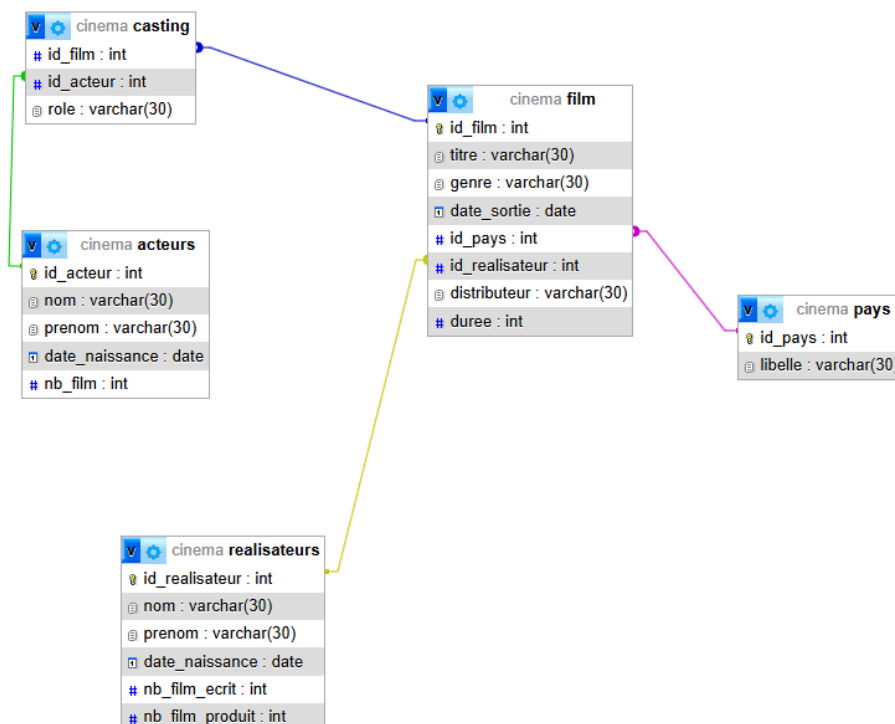 cinema casting
id_film : int
id_acteur : int
role : varchar(30)
cinema film
id_film : int
titre : varchar(30)
genre : varchar(30)
date_sortie : date
id_pays : int
id_realisateur : int
distributeur : varchar(30)
duree : int
cinema acteurs
id_acteur : int
nom : varchar(30)
prenom : varchar(30)
date_naissance : date
nb_film : int
cinema pays
id_pays : int
libelle : varchar(30)
cinema realisateurs
id_realisateur : int
nom : varchar(30)
prenom : varchar(30)
date_naissance : date
nb_film_ecrit : int
nb_film_produit : int